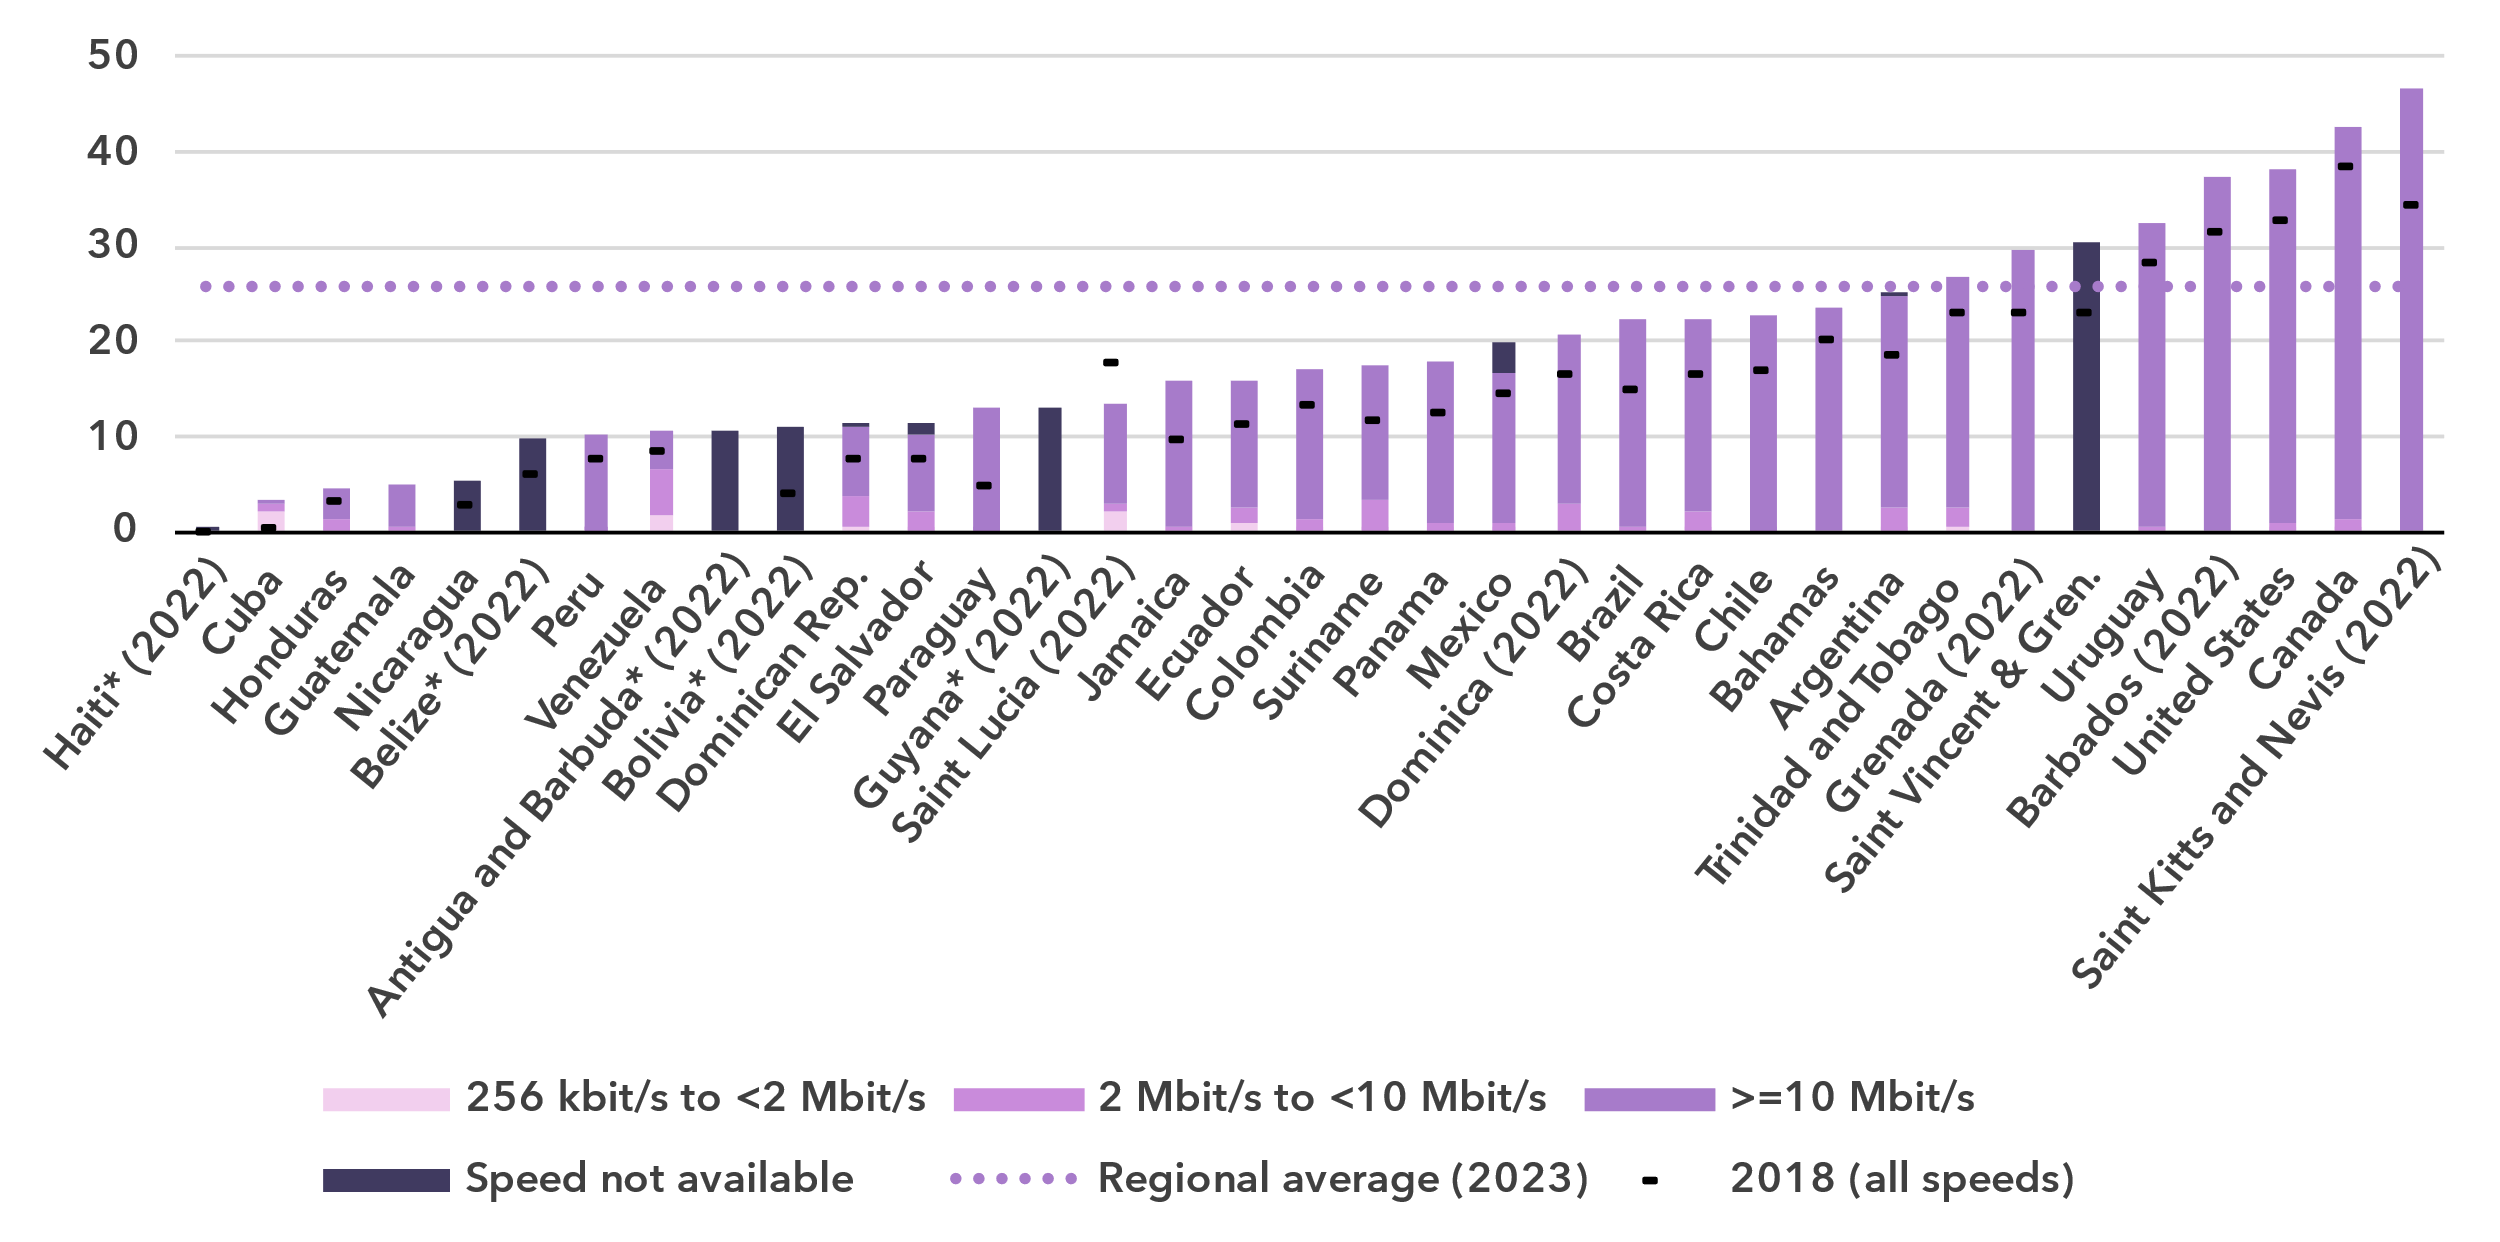 50
40
30
20
10
0
Haiti* (2022)
Cuba
Honduras
Guatemala
Nicaragua
Belize* (2022)
Peru
Venezuela
Antigua and Barbuda* (2022)
Bolivia* (2022)
Dominican Rep.
El Salvador
Paraguay
Guyana* (2022)
Saint Lucia (2022)
Jamaica
Ecuador
Colombia
Suriname
Panama
Mexico
Dominica (2022)
Brazil
Costa Rica
Chile
Bahamas
Argentina
Trinidad and Tobago
Grenada (2022)
Saint Vincent & Gren.
Uruguay
Barbados (2022)
United States
Canada
Saint Kitts and Nevis (2022)
256 kbit/s to <2 Mbit/s
2 Mbit/s to <10 Mbit/s
>=10 Mbit/s
Speed not available
Regional average (2023)
2018 (all speeds)